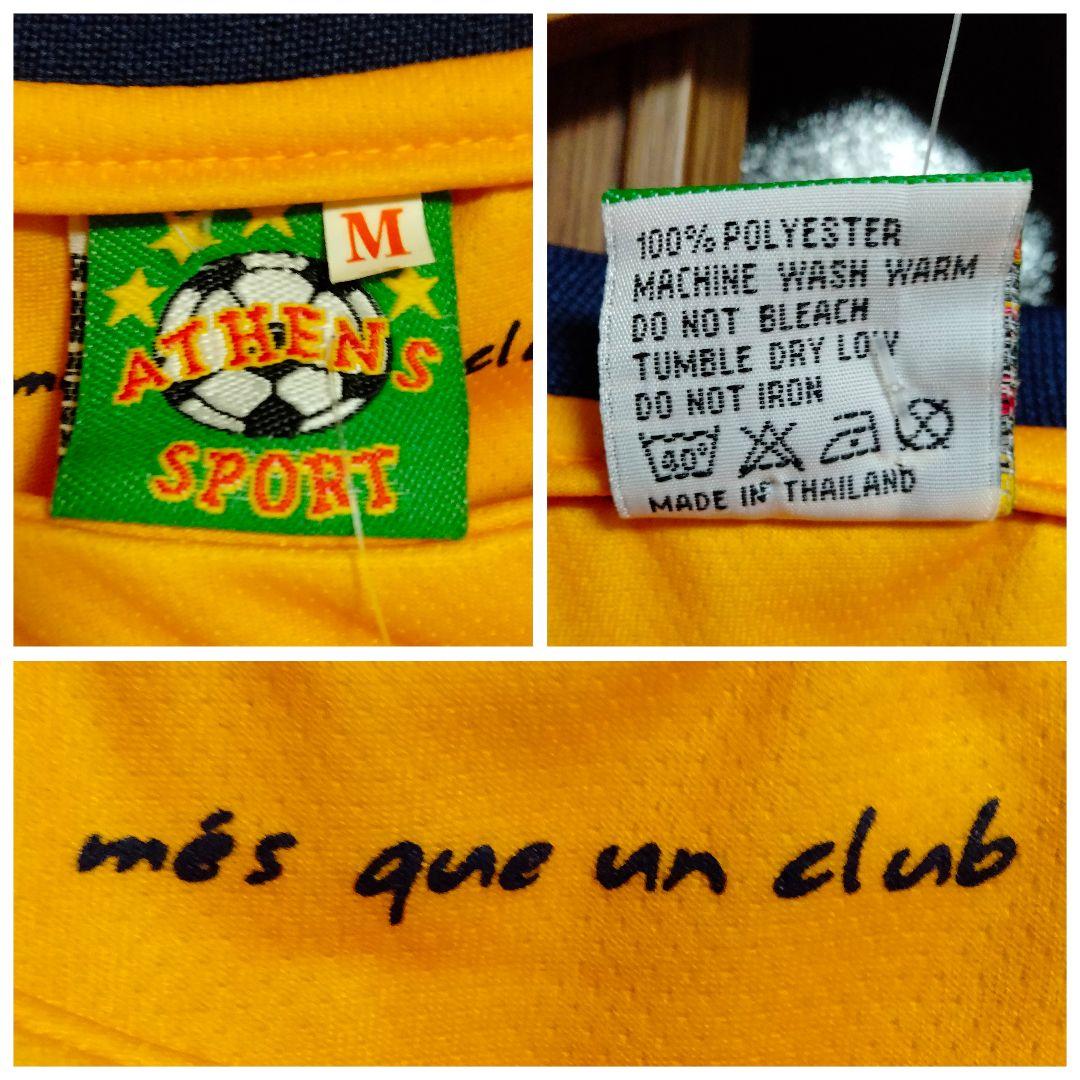 M
ATHENS
SPORT
m
clu
100% POLYESTER
MACHINE WASH WARM
DO NOT BLEACH
TUMBLE DRY LOW
DO NOT IRON
40°
MADE IN THAILAND
més que un club